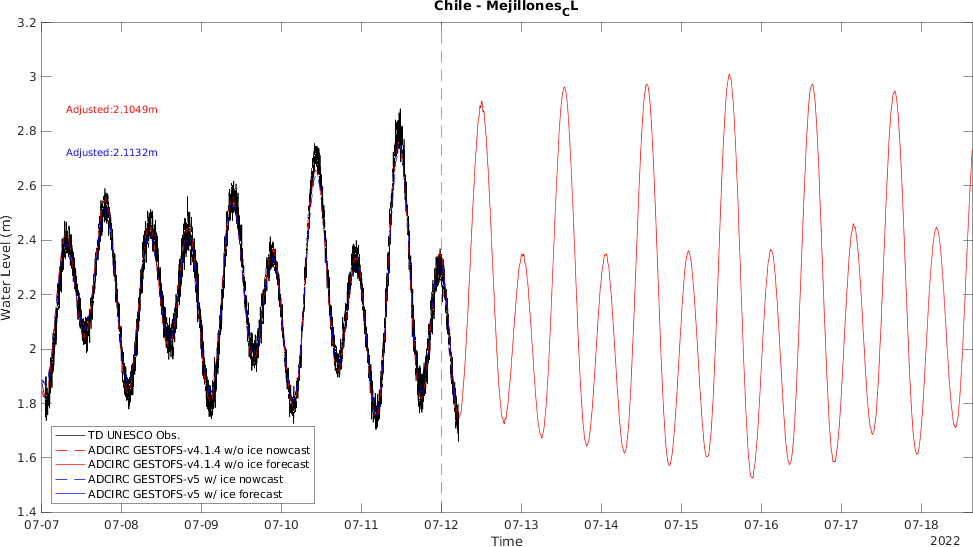 Chile - Mejillones_CL
3.2
3
2.8
2.6
2.4
2.2
2
1.8
1.6
1.4
Water Level (m)
Adjusted:2.1049m
Adjusted:2.1132m
TD UNESCO Obs.
ADCIRC GESTOFS-v4.1.4 w/o ice nowcast
ADCIRC GESTOFS-v4.1.4 w/o ice forecast
ADCIRC GESTOFS-v5 w/ ice nowcast
ADCIRC GESTOFS-v5 w/ ice forecast
07-07 07-08 07-09 07-10 07-11 07-12 07-13 07-14 07-15 07-16 07-17 07-18
Time
2022